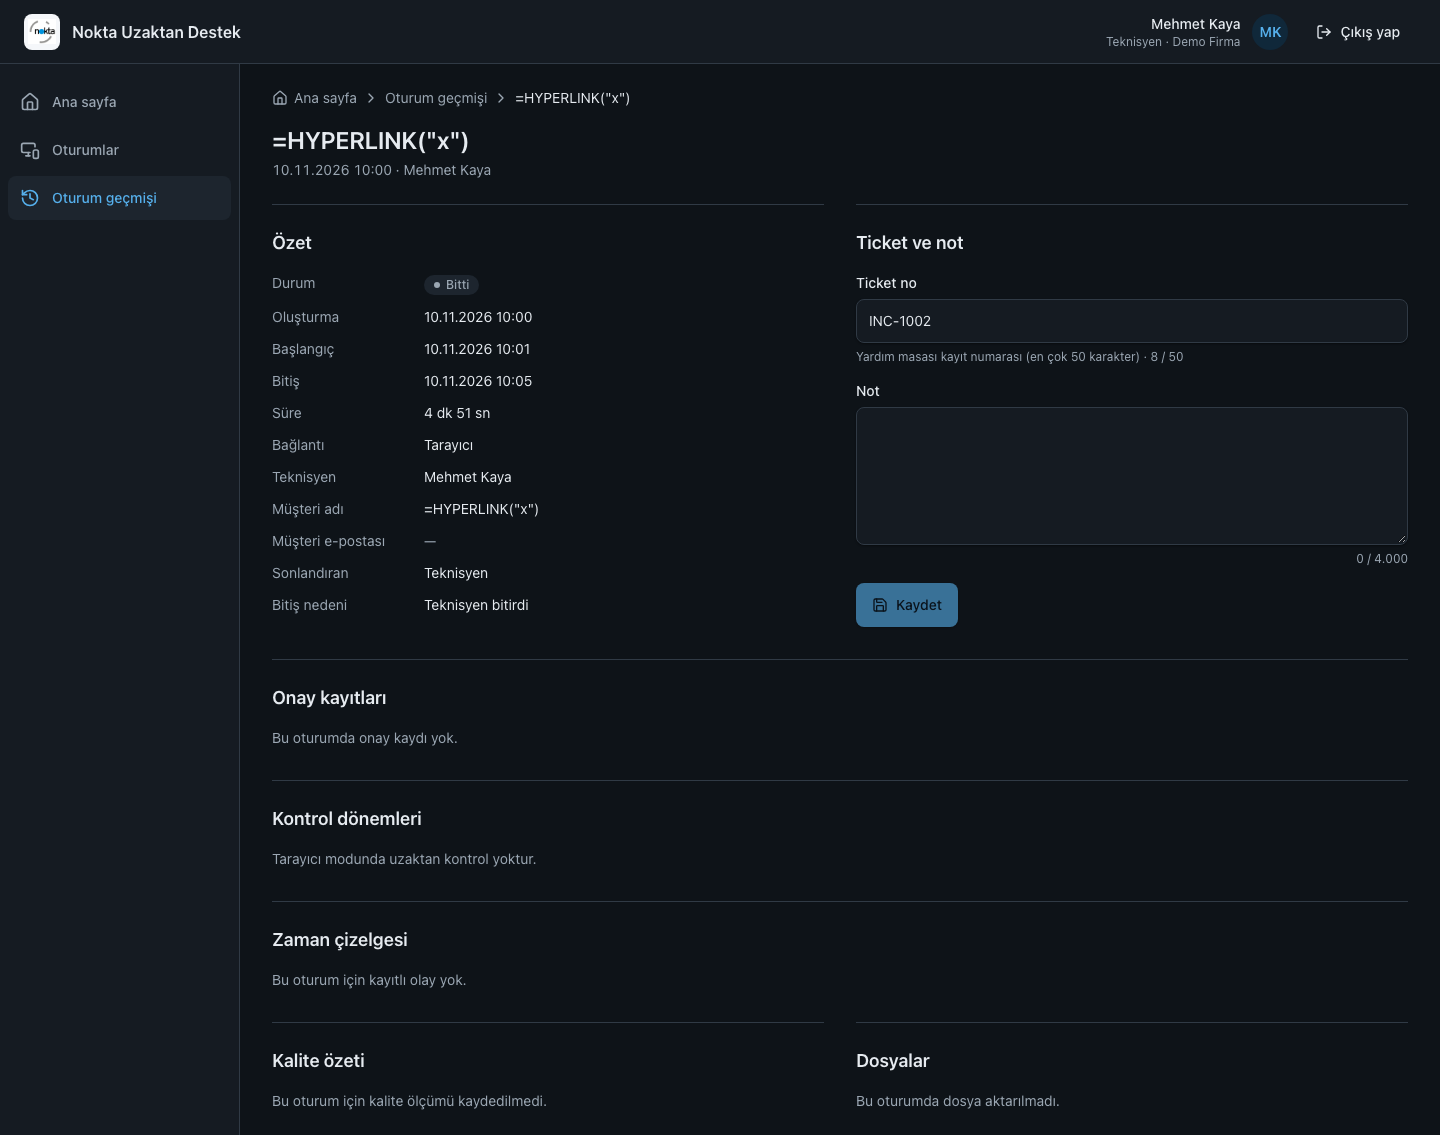 nokta
Nokta Uzaktan Destek
Mehmet Kaya
Teknisyen · Demo Firma
MK
Çıkış yap
Ana sayfa
Oturumlar
Oturum geçmişi
Ana sayfa > Oturum geçmişi > =HYPERLINK("x")
=HYPERLINK("x")
10.11.2026 10:00 · Mehmet Kaya
Özet
Durum
Bitti
Oluşturma
10.11.2026 10:00
Başlangıç
10.11.2026 10:01
Bitiş
10.11.2026 10:05
Süre
4 dk 51 sn
Bağlantı
Tarayıcı
Teknisyen
Mehmet Kaya
Müşteri adı
=HYPERLINK("x")
Müşteri e-postası
—
Sonlandıran
Teknisyen
Bitiş nedeni
Teknisyen bitirdi
Ticket ve not
Ticket no
INC-1002
Yardım masası kayıt numarası (en çok 50 karakter) · 8 / 50
Not
0 / 4.000
Kaydet
Onay kayıtları
Bu oturumda onay kaydı yok.
Kontrol dönemleri
Tarayıcı modunda uzaktan kontrol yoktur.
Zaman çizelgesi
Bu oturum için kayıtlı olay yok.
Kalite özeti
Bu oturum için kalite ölçümü kaydedilmedi.
Dosyalar
Bu oturumda dosya aktarılmadı.